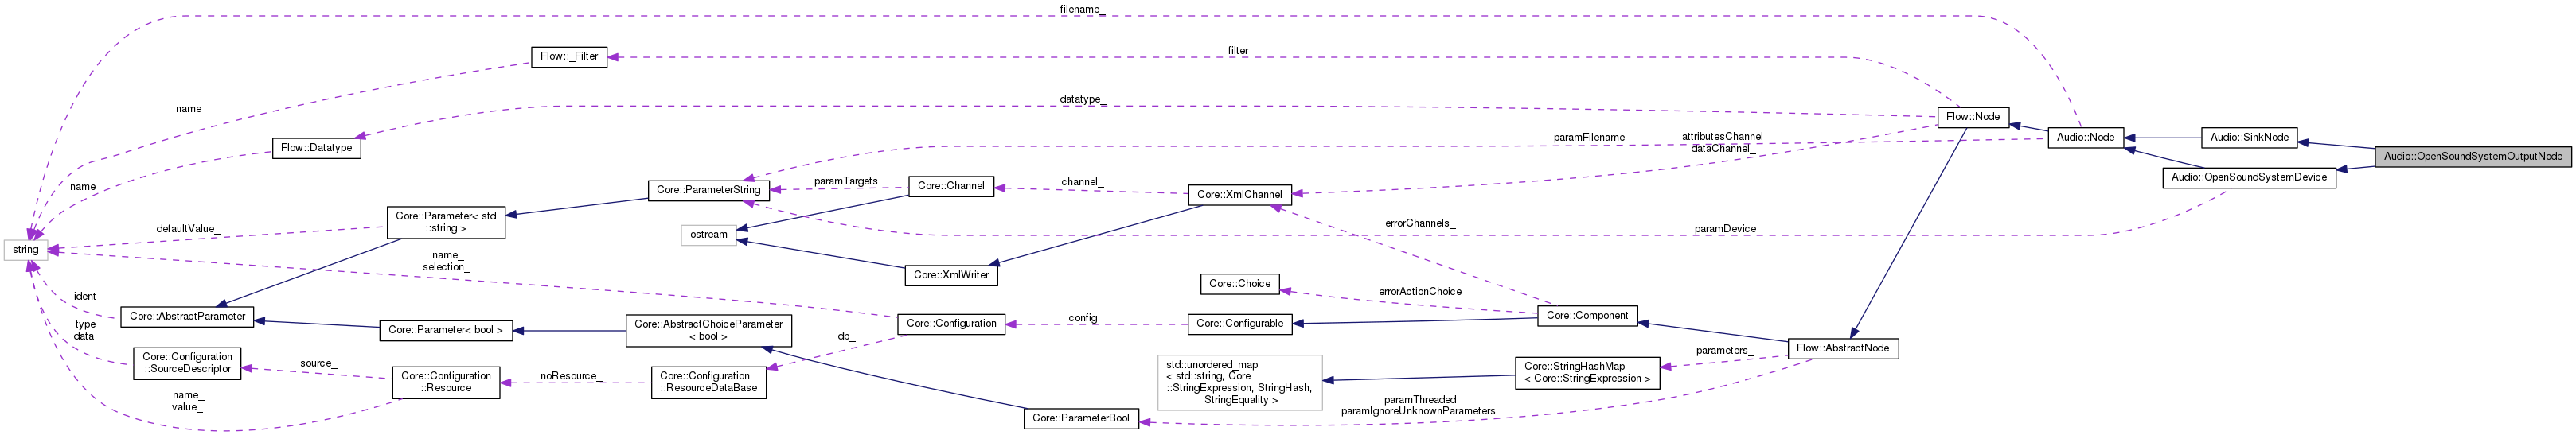 filename_
Flow::_Filter
filter_
name
datatype_
Flow::Node
Flow::Datatype
paramFilename
attributesChannel_
dataChannel_
Audio::Node
Audio::SinkNode
Audio::OpenSoundSystemOutputNode
Audio::OpenSoundSystemDevice
name_
Core::ParameterString
paramTargets
Core::Channel
channel_
Core::XmlChannel
Core::Parameter< std
::string >
defaultValue_
ostream
errorChannels_
paramDevice
string
name_
selection_
Core::XmlWriter
Core::Choice
errorActionChoice
ident
Core::AbstractParameter
Core::Parameter< bool >
Core::AbstractChoiceParameter
< bool >
Core::Configuration
config
Core::Configurable
Core::Component
type
data
db_
Flow::AbstractNode
Core::Configuration
::SourceDescriptor
source_
Core::Configuration
::Resource
noResource_
Core::Configuration
::ResourceDataBase
std::unordered_map
< std::string, Core
::StringExpression, StringHash,
StringEquality >
Core::StringHashMap
< Core::StringExpression >
parameters_
name_
value_
Core::ParameterBool
paramThreaded
paramIgnoreUnknownParameters